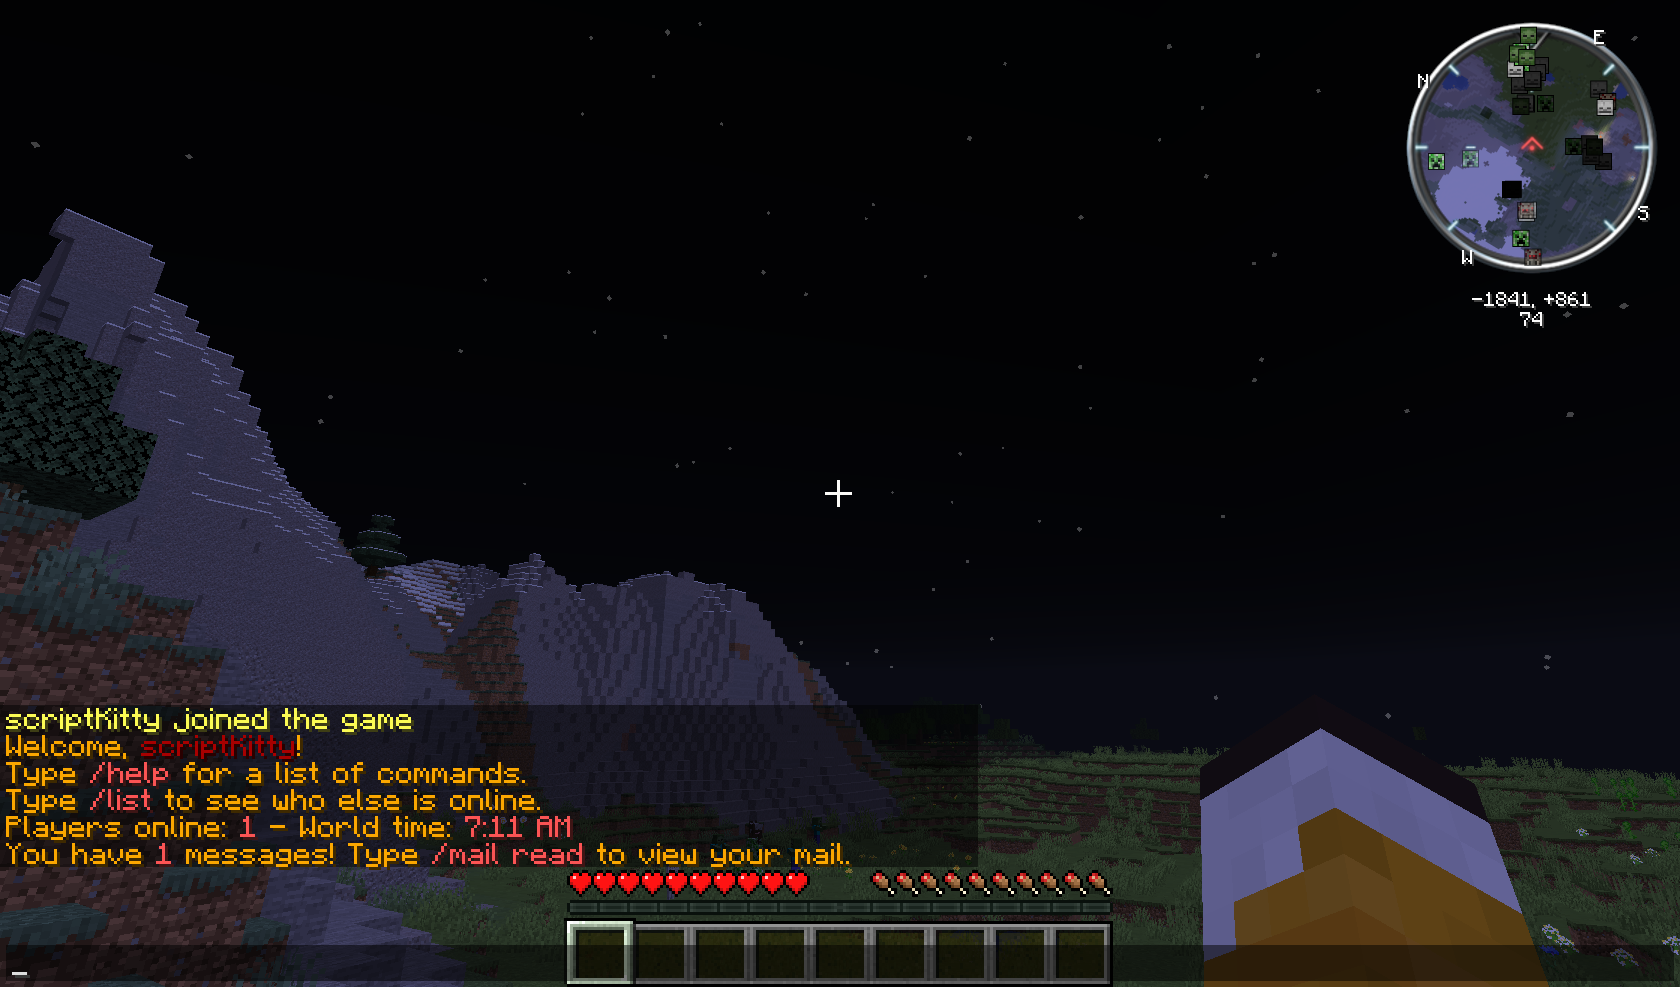 E
N
S
W
-1841, +861
74
scriptKitty joined the game
Welcome, scriptKitty!
Type /help for a list of commands.
Type /list to see who else is online.
Players online: 1 - World time: 7:11 AM
You have 1 messages! Type /mail read to view your mail.
_